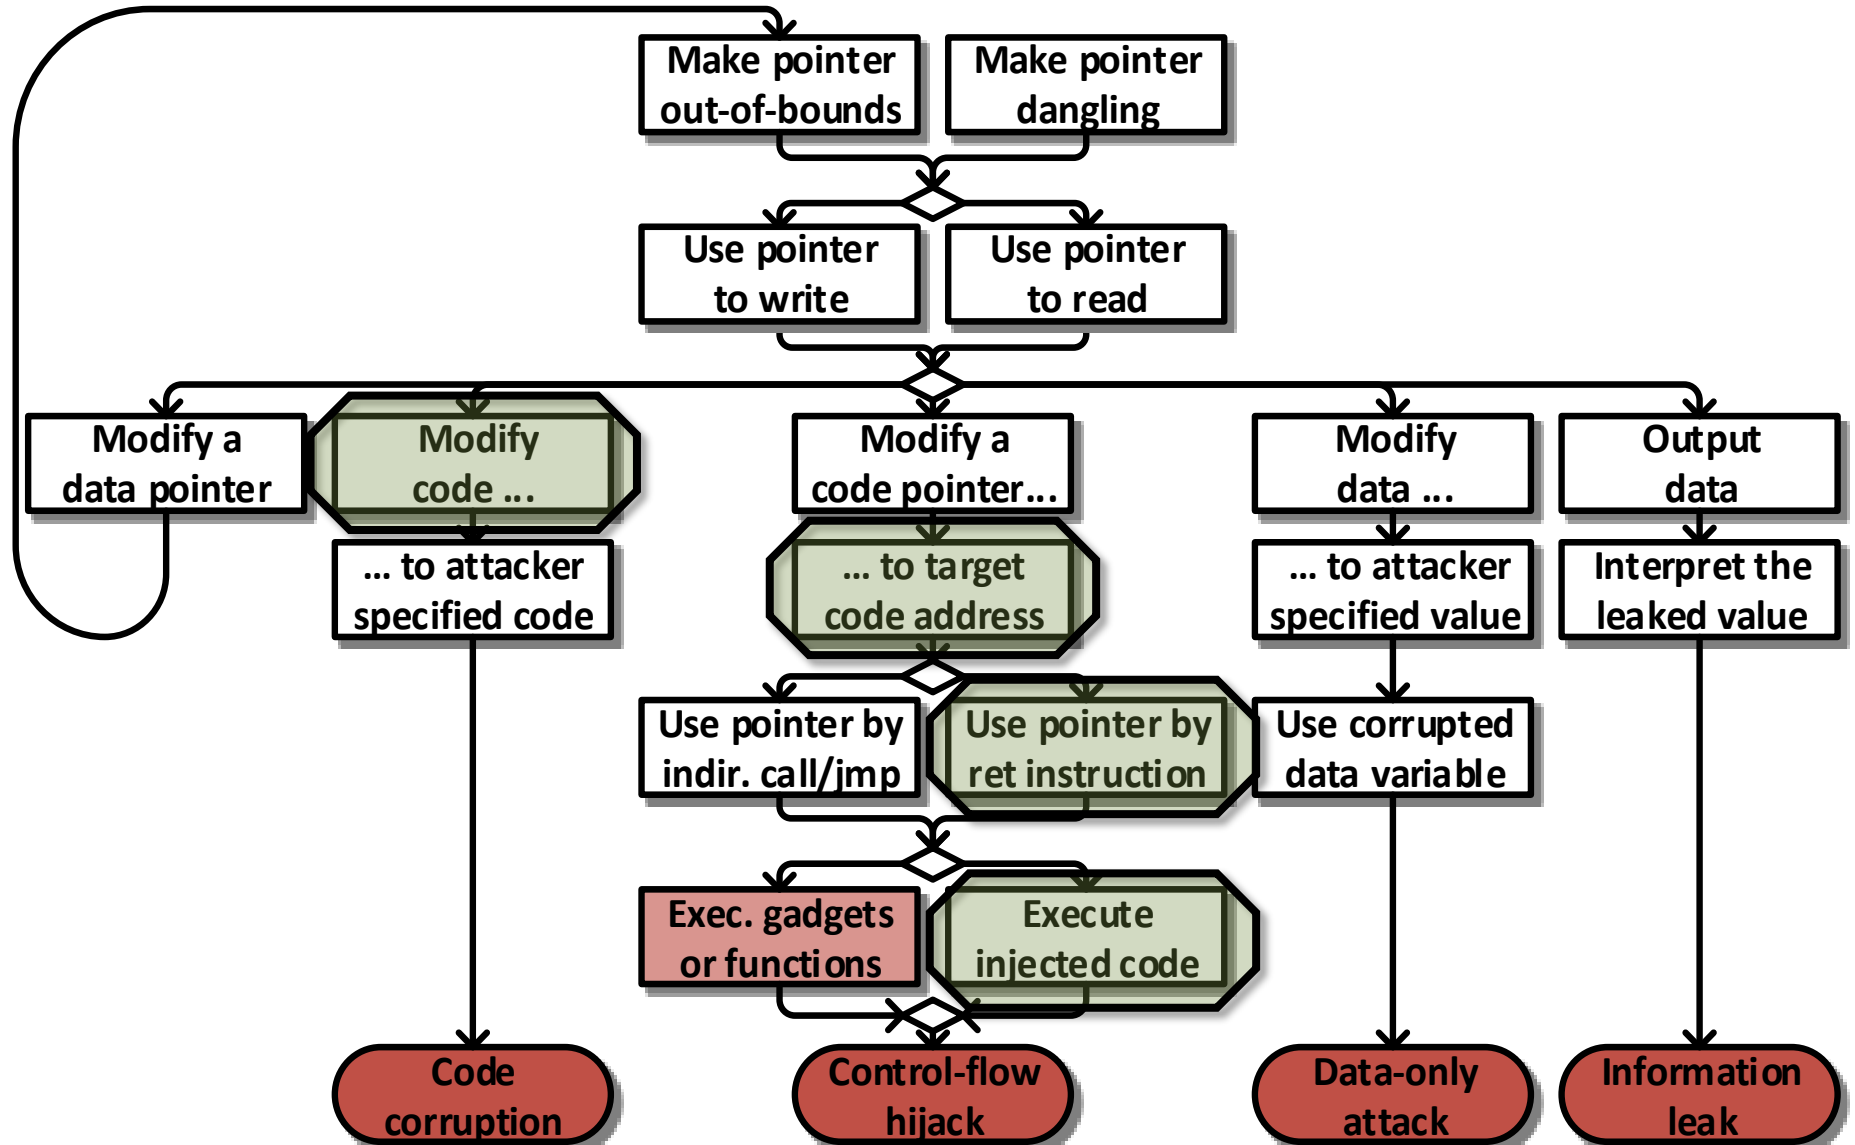 Make pointer
out-of-bounds
Make pointer
dangling
Use pointer
to write
Use pointer
to read
Modify a
data pointer
Modify
code ...
Modify a
code pointer...
Modify
data ...
Output
data
... to attacker
specified code
... to target
code address
... to attacker
specified value
Interpret the
leaked value
Use pointer by
indir. call/jmp
Use pointer by
ret instruction
Use corrupted
data variable
Exec. gadgets
or functions
Execute
injected code
Code
corruption
Control-flow
hijack
Data-only
attack
Information
leak